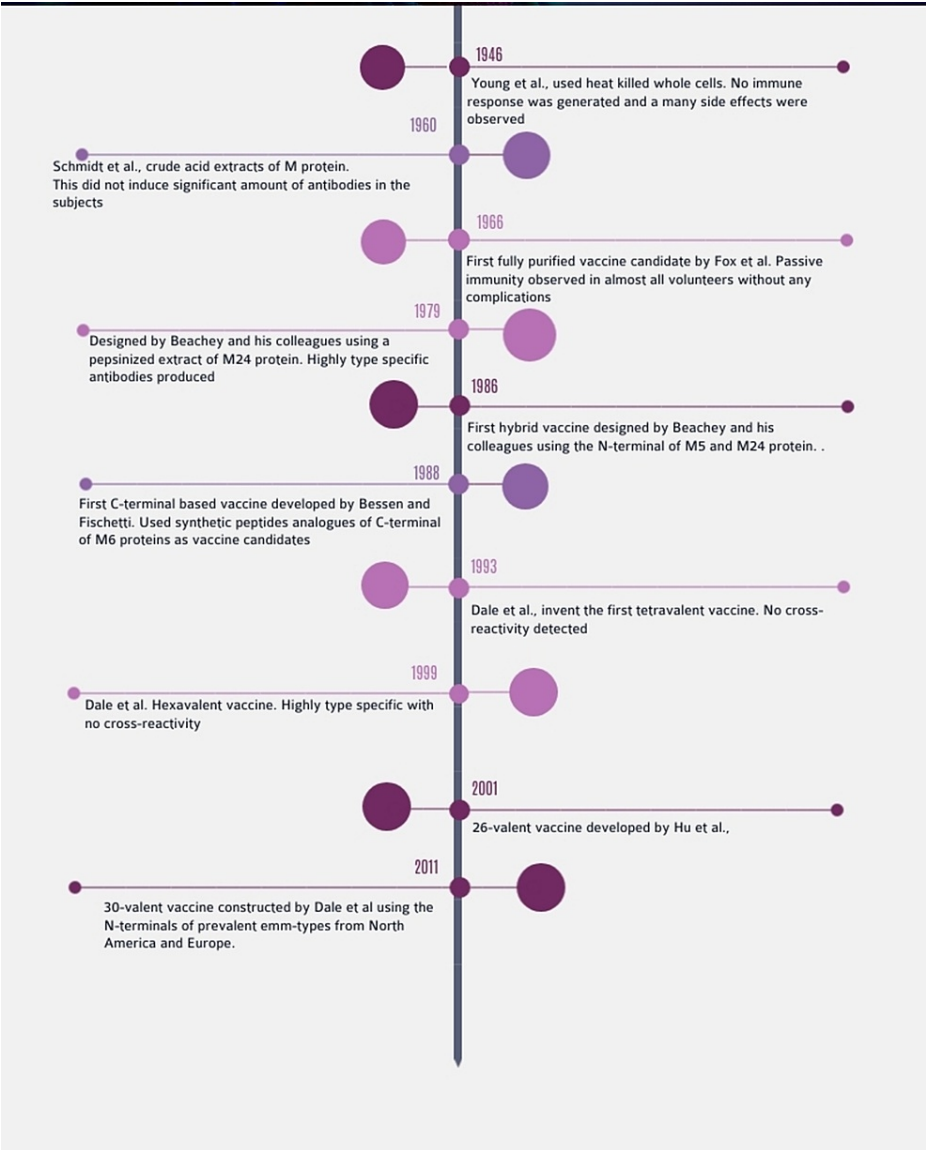 1946
Young et al., used heat killed whole cells. No immune
response was generated and a many side effects were
observed
1960
Schmidt et al., crude acid extracts of M protein.
This did not induce significant amount of antibodies in the
subjects
1966
First fully purified vaccine candidate by Fox et al. Passive
immunity observed in almost all volunteers without any
complications
1979
Designed by Beachey and his colleagues using a
pepsinized extract of M24 protein. Highly type specific
antibodies produced
1986
First hybrid vaccine designed by Beachey and his
colleagues using the N-terminal of M5 and M24 protein. .
1988
First C-terminal based vaccine developed by Bessen and
Fischetti. Used synthetic peptides analogues of C-terminal
of M6 proteins as vaccine candidates
1993
Dale et al., invent the first tetravalent vaccine. No cross-
reactivity detected
1999
Dale et al. Hexavalent vaccine. Highly type specific with
no cross-reactivity
2001
26-valent vaccine developed by Hu et al.,
2011
30-valent vaccine constructed by Dale et al using the
N-terminals of prevalent emm-types from North
America and Europe.